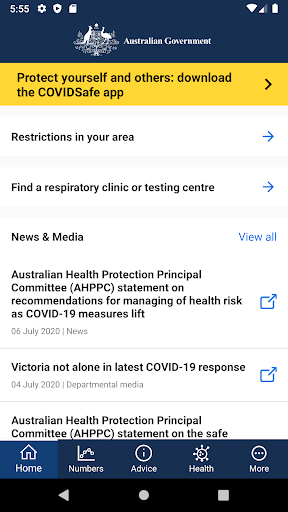 5:55
Australian Government
Protect yourself and others: download
the COVIDSafe app
Restrictions in your area
Find a respiratory clinic or testing centre
News & Media
View all
Australian Health Protection Principal
Committee (AHPPC) statement on
recommendations for managing of health risk
as COVID-19 measures lift
06 July 2020 | News
Victoria not alone in latest COVID-19 response
04 July 2020 | Departmental media
Australian Health Protection Principal
Committee (AHPPC) statement on the safe
Home
Numbers
Advice
Health
More